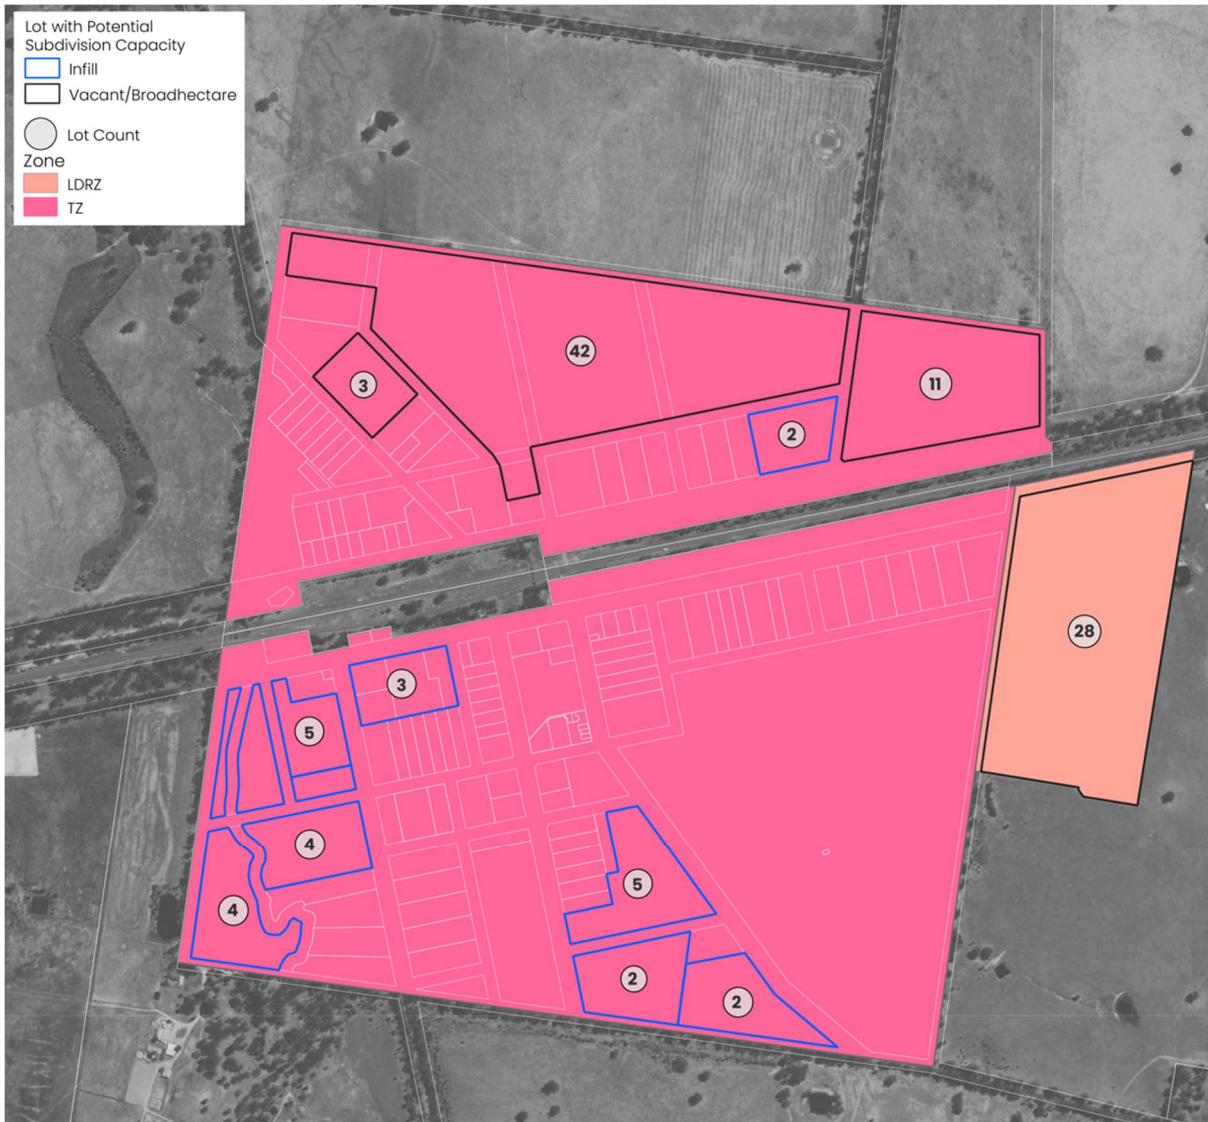 Lot with Potential
Subdivision Capacity
Infill
Vacant/Broadhectare
Lot Count
Zone
LDRZ
TZ
42
3
11
2
28
3
5
4
5
4
2
2